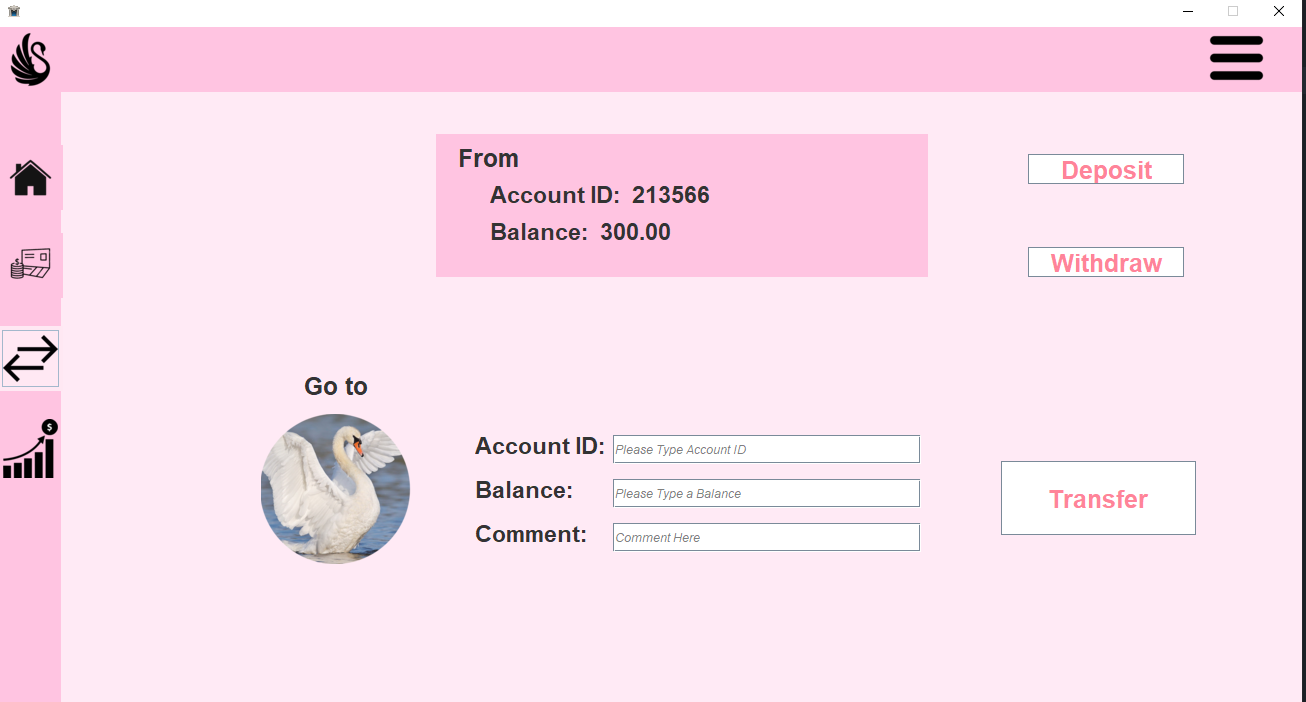 From
Account ID: 213566
Balance: 300.00
Deposit
Withdraw
Go to
Account ID: Please Type Account ID
Balance: Please Type a Balance
Comment: Comment Here
Transfer
$